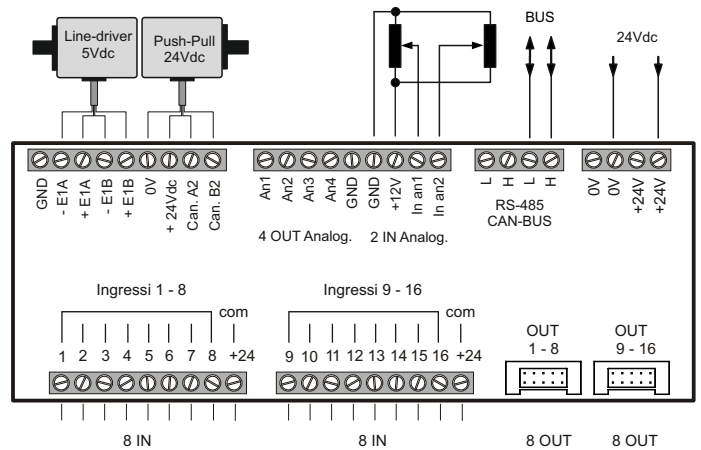 Line-driver
5Vdc
Push-Pull
24Vdc
BUS
24Vdc
GND
- E1A
+ E1A
- E1B
+ E1B
0V
+ 24Vdc
Can. A2
Can. B2
An1
An2
An3
An4
GND
GND
+12V
In an1
In an2
L
H
L
H
0V
0V
+24V
+24V
4 OUT Analog.
2 IN Analog.
RS-485
CAN-BUS
Ingressi 1 - 8
com
1 2 3 4 5 6 7 8 +24
Ingressi 9 - 16
com
9 10 11 12 13 14 15 16 +24
OUT
1 - 8
OUT
9 - 16
8 IN
8 IN
8 OUT
8 OUT